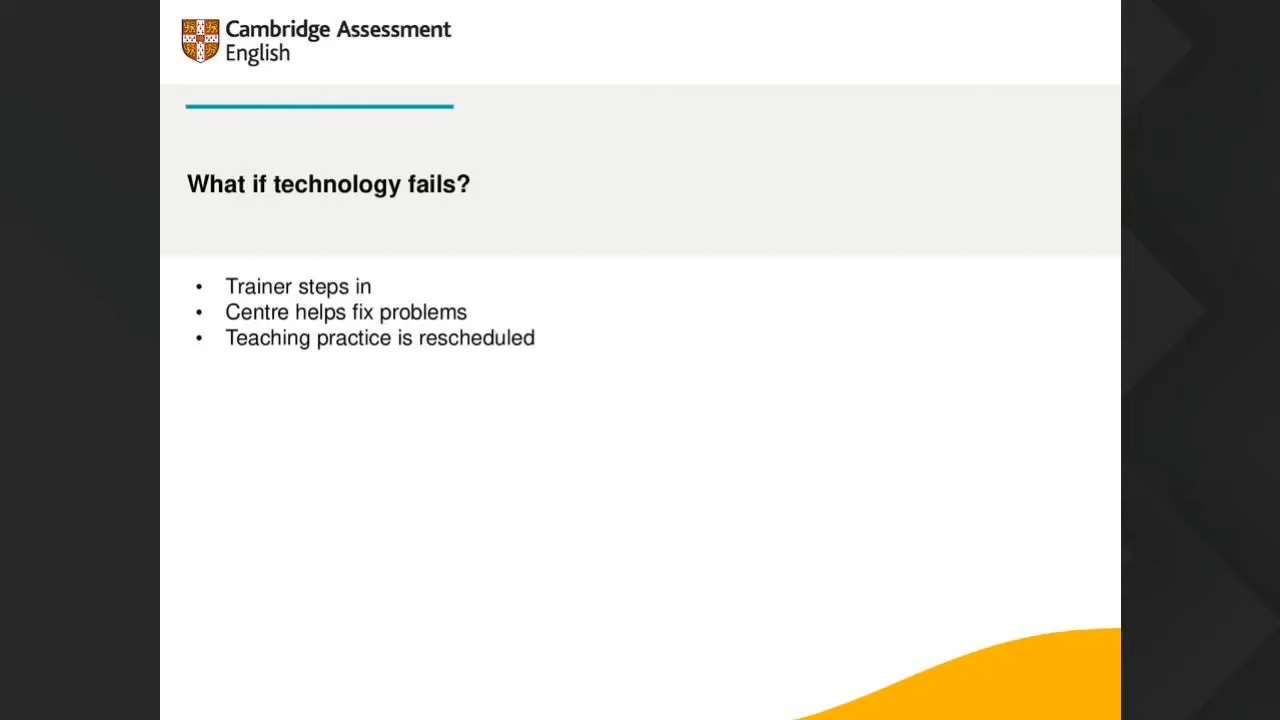 Cambridge Assessment
English
What if technology fails?
• Trainer steps in
• Centre helps fix problems
• Teaching practice is rescheduled